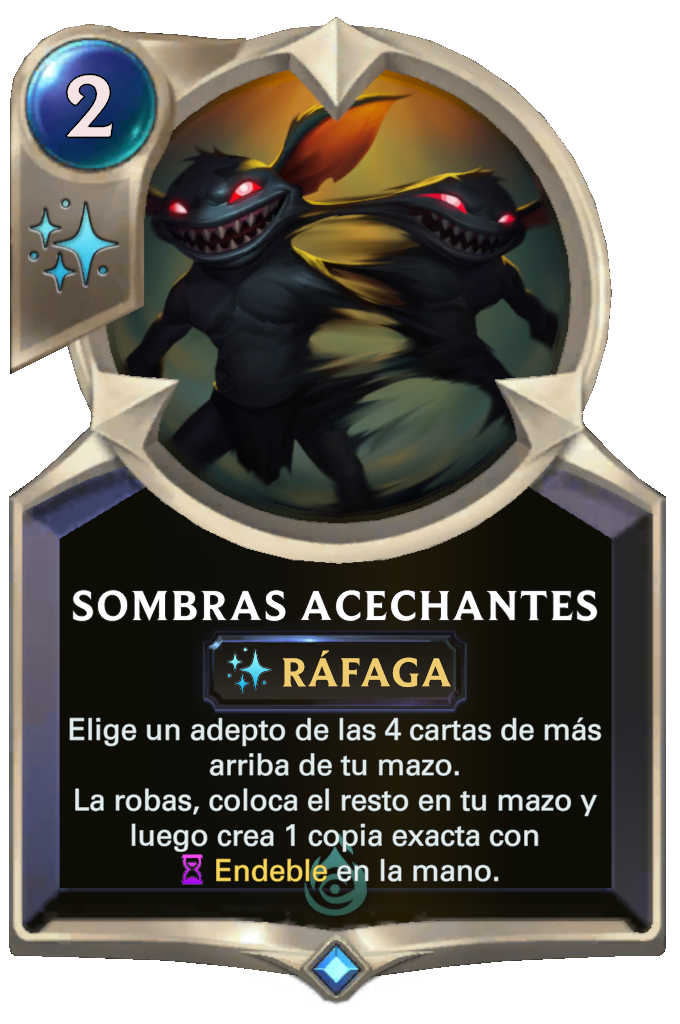 2
SOMBRAS ACECHANTES
RÁFAGA
Elige un adepto de las 4 cartas de más
arriba de tu mazo.
La robas, coloca el resto en tu mazo y
luego crea 1 copia exacta con
Endeble en la mano.